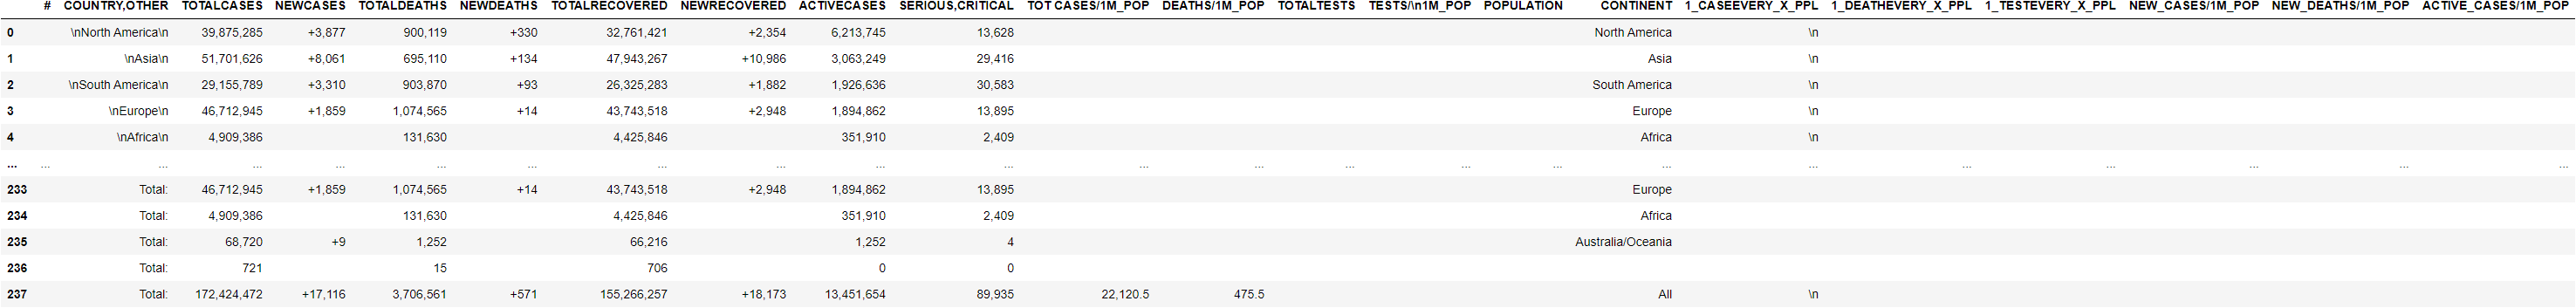 # COUNTRY,OTHER TOTALCASES NEWCASES TOTALDEATHS NEWDEATHS TOTALRECOVERED NEWRECOVERED ACTIVECASES SERIOUS,CRITICAL TOT CASES/1M_POP DEATHS/1M_POP TOTALTESTS TESTS/\n1M_POP POPULATION CONTINENT 1_CASEEVERY_X_PPL 1_DEATHEVERY_X_PPL 1_TESTEVERY_X_PPL NEW_CASES/1M_POP NEW_DEATHS/1M_POP ACTIVE_CASES/1M_POP
0 \nNorth America\n 39,875,285 +3,877 900,119 +330 32,761,421 +2,354 6,213,745 13,628 North America \n
1 \nAsia\n 51,701,626 +8,061 695,110 +134 47,943,267 +10,986 3,063,249 29,416 Asia \n
2 \nSouth America\n 29,155,789 +3,310 903,870 +93 26,325,283 +1,882 1,926,636 30,583 South America \n
3 \nEurope\n 46,712,945 +1,859 1,074,565 +14 43,743,518 +2,948 1,894,862 13,895 Europe \n
4 \nAfrica\n 4,909,386 131,630 4,425,846 351,910 2,409 Africa \n
... ... ... ... ... ... ... ... ... ... ... ... ... ... ... ... ... ... ... ... ... ... ...
233 Total: 46,712,945 +1,859 1,074,565 +14 43,743,518 +2,948 1,894,862 13,895 Europe
234 Total: 4,909,386 131,630 4,425,846 351,910 2,409 Africa
235 Total: 68,720 +9 1,252 66,216 1,252 4 Australia/Oceania
236 Total: 721 15 706 0 0
237 Total: 172,424,472 +17,116 3,706,561 +571 155,266,257 +18,173 13,451,654 89,935 22,120.5 475.5 All \n